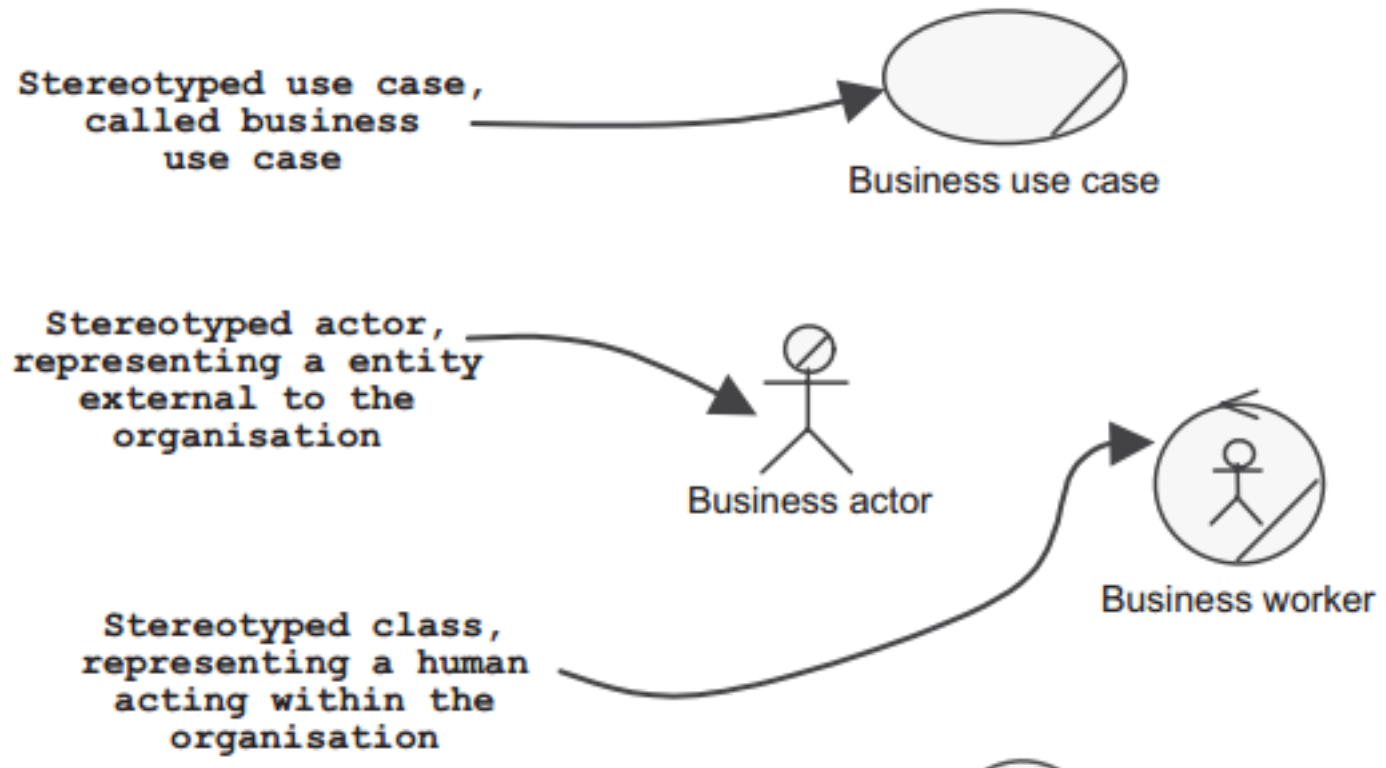 Stereotyped use case,
called business
use case
Business use case
Stereotyped actor,
representing a entity
external to the
organisation
Business actor
Business worker
Stereotyped class,
representing a human
acting within the
organisation